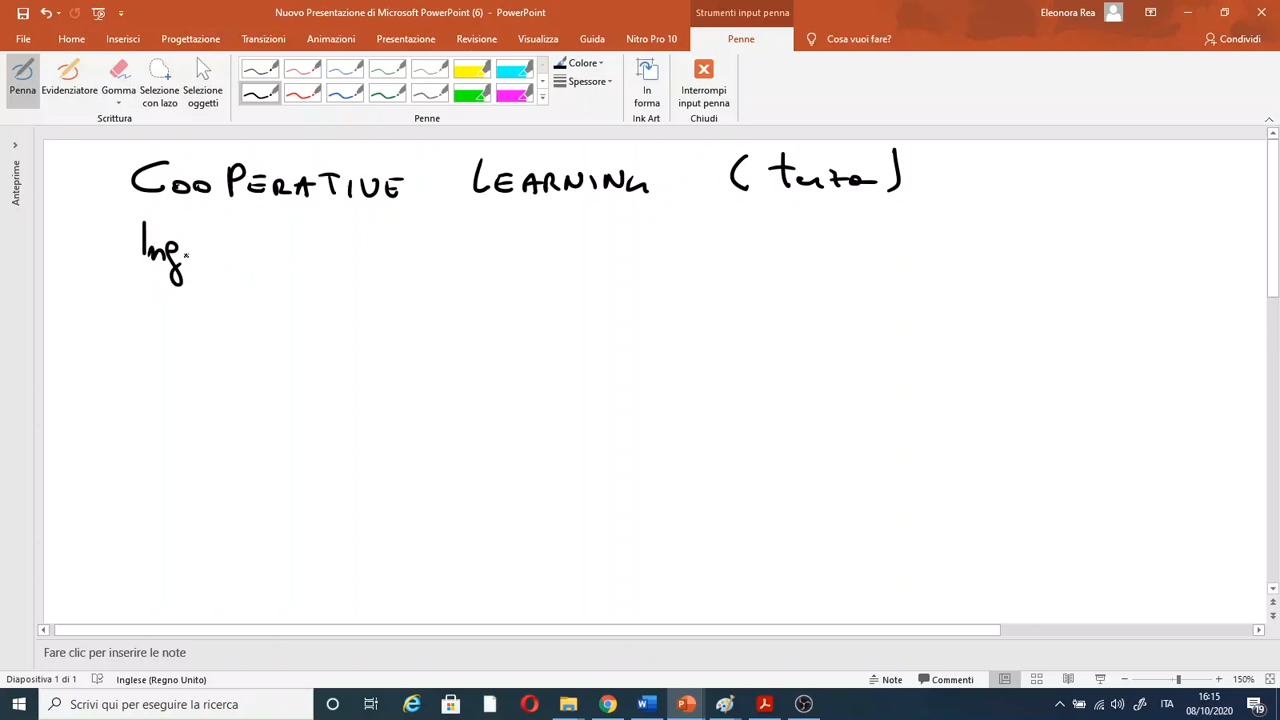 Nuovo Presentazione di Microsoft PowerPoint (6) - PowerPoint
Strumenti input penna
Eleonora Rea
File Home Inserisci Progettazione Transizioni Animazioni Presentazione Revisione Visualizza Guida Nitro Pro 10 Penne Cosa vuoi fare? Condividi
Penna Evidenziatore Gomma Selezione con lazo Selezione oggetti
Colore
Spessore
In forma
Interrompi input penna
Scrittura Penne Ink Art Chiudi
Anteprime
COOPERATIVE LEARNING (terza)
Ing.
Fare clic per inserire le note
Diapositiva 1 di 1 Inglese (Regno Unito) Note Commenti 150%
Scrivi qui per eseguire la ricerca
ITA
16:15
08/10/2020
19